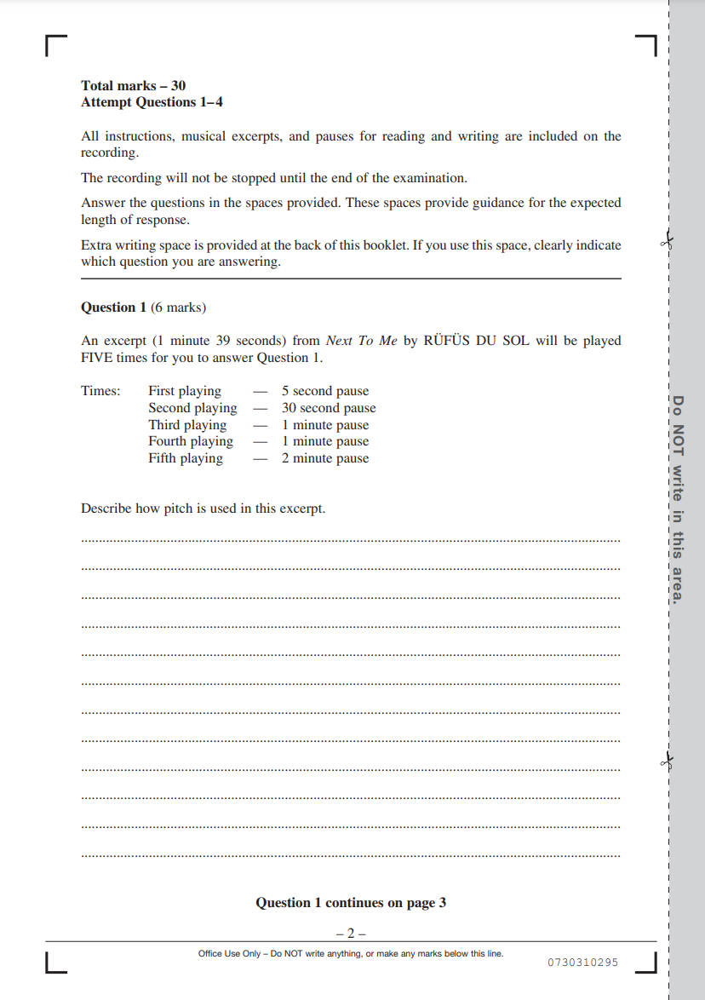 Total marks – 30
Attempt Questions 1–4
All instructions, musical excerpts, and pauses for reading and writing are included on the
recording.
The recording will not be stopped until the end of the examination.
Answer the questions in the spaces provided. These spaces provide guidance for the expected
length of response.
Extra writing space is provided at the back of this booklet. If you use this space, clearly indicate
which question you are answering.
Question 1 (6 marks)
An excerpt (1 minute 39 seconds) from Next To Me by RÜFÜS DU SOL will be played
FIVE times for you to answer Question 1.
Times: First playing — 5 second pause
Second playing — 30 second pause
Third playing — 1 minute pause
Fourth playing — 1 minute pause
Fifth playing — 2 minute pause
Describe how pitch is used in this excerpt.
Question 1 continues on page 3
– 2 –
Office Use Only – Do NOT write anything, or make any marks below this line.
0730310295
Do NOT write in this area.